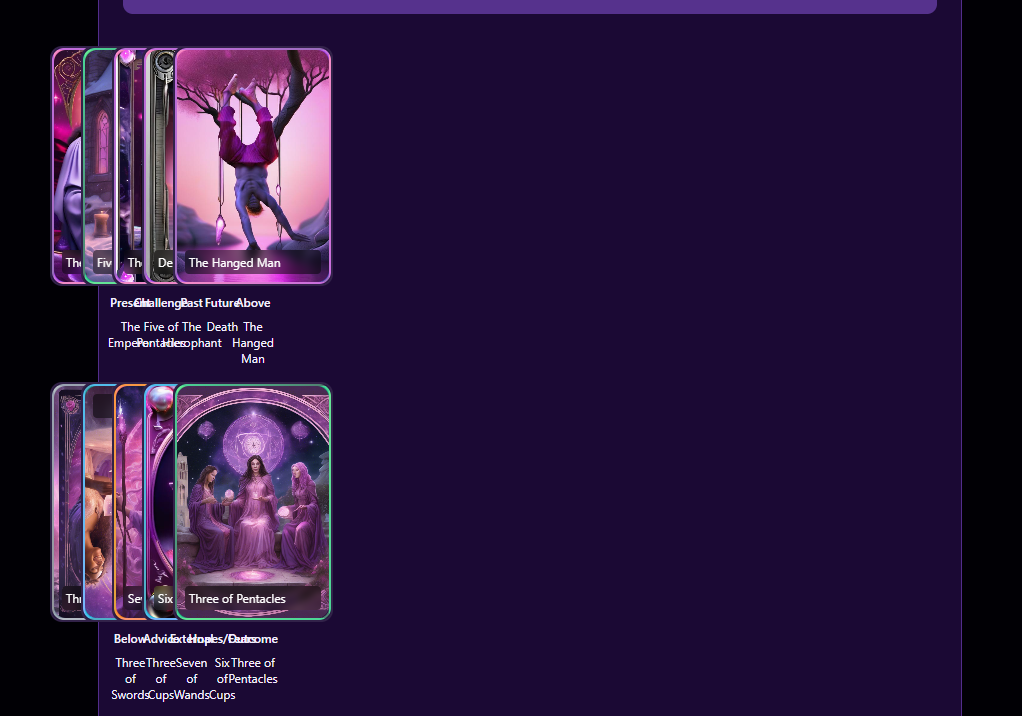 The
Five
The
De
The Hanged Man
Present Challenge Past Future Above
The Five of The Death The
Emperor Pentacles Hierophant Hanged
Man
Thr
Sev
Six
Three of Pentacles
Below Advice External Hopes/Fears Outcome
Three Three Seven Six Three of
of of of of Pentacles
Swords Cups Wands Cups